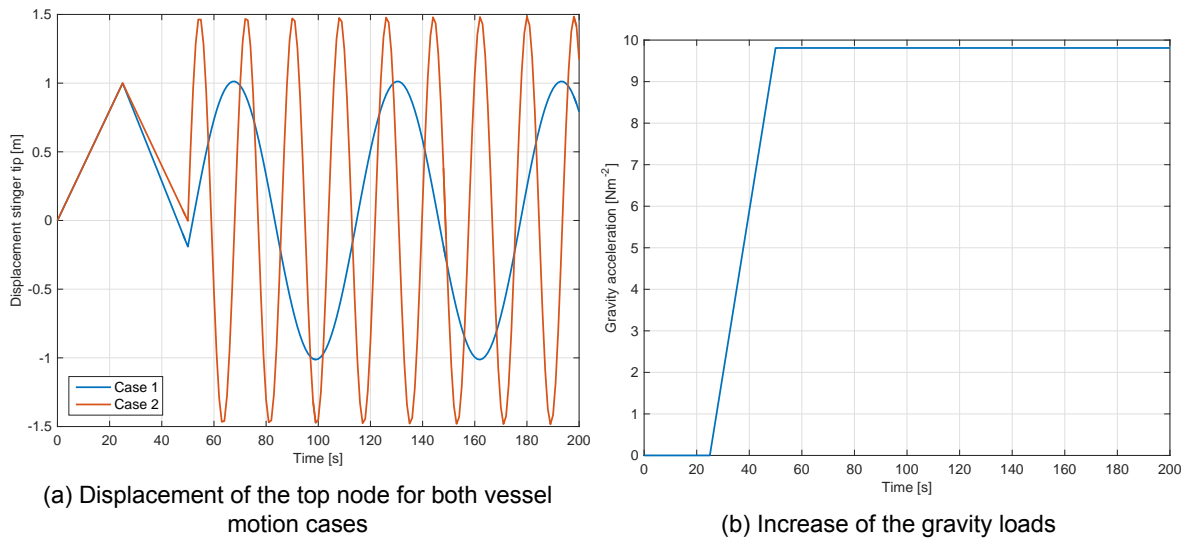 1.5
1
0.5
0
-0.5
-1
-1.5
Displacement stinger tip [m]
Case 1
Case 2
0 20 40 60 80 100 120 140 160 180 200
Time [s]
(a) Displacement of the top node for both vessel
motion cases
10
9
8
7
6
5
4
3
2
1
0
Gravity acceleration [Nm-2]
0 20 40 60 80 100 120 140 160 180 200
Time [s]
(b) Increase of the gravity loads